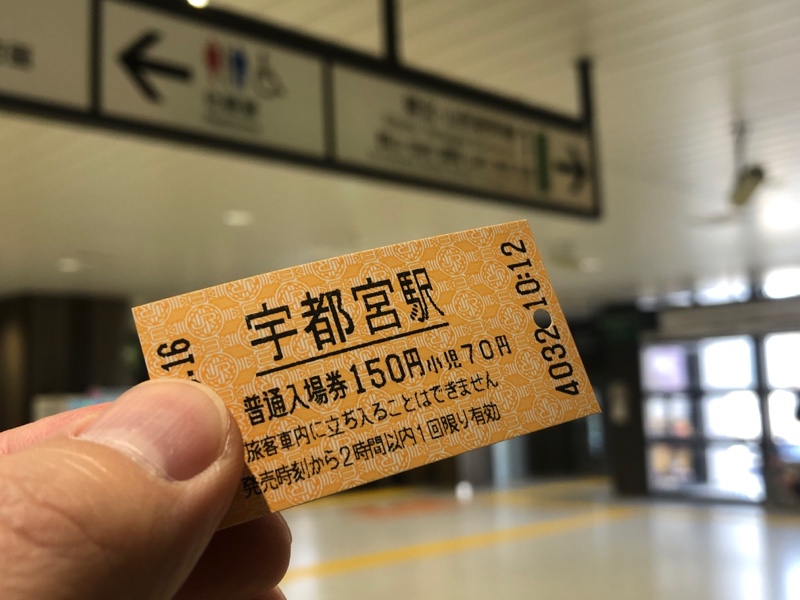 宇都宮駅
普通入場券150円小児70円
旅客車内に立ち入ることはできません
発売時刻から2時間以内1回限り有効
.16
4032
10:12